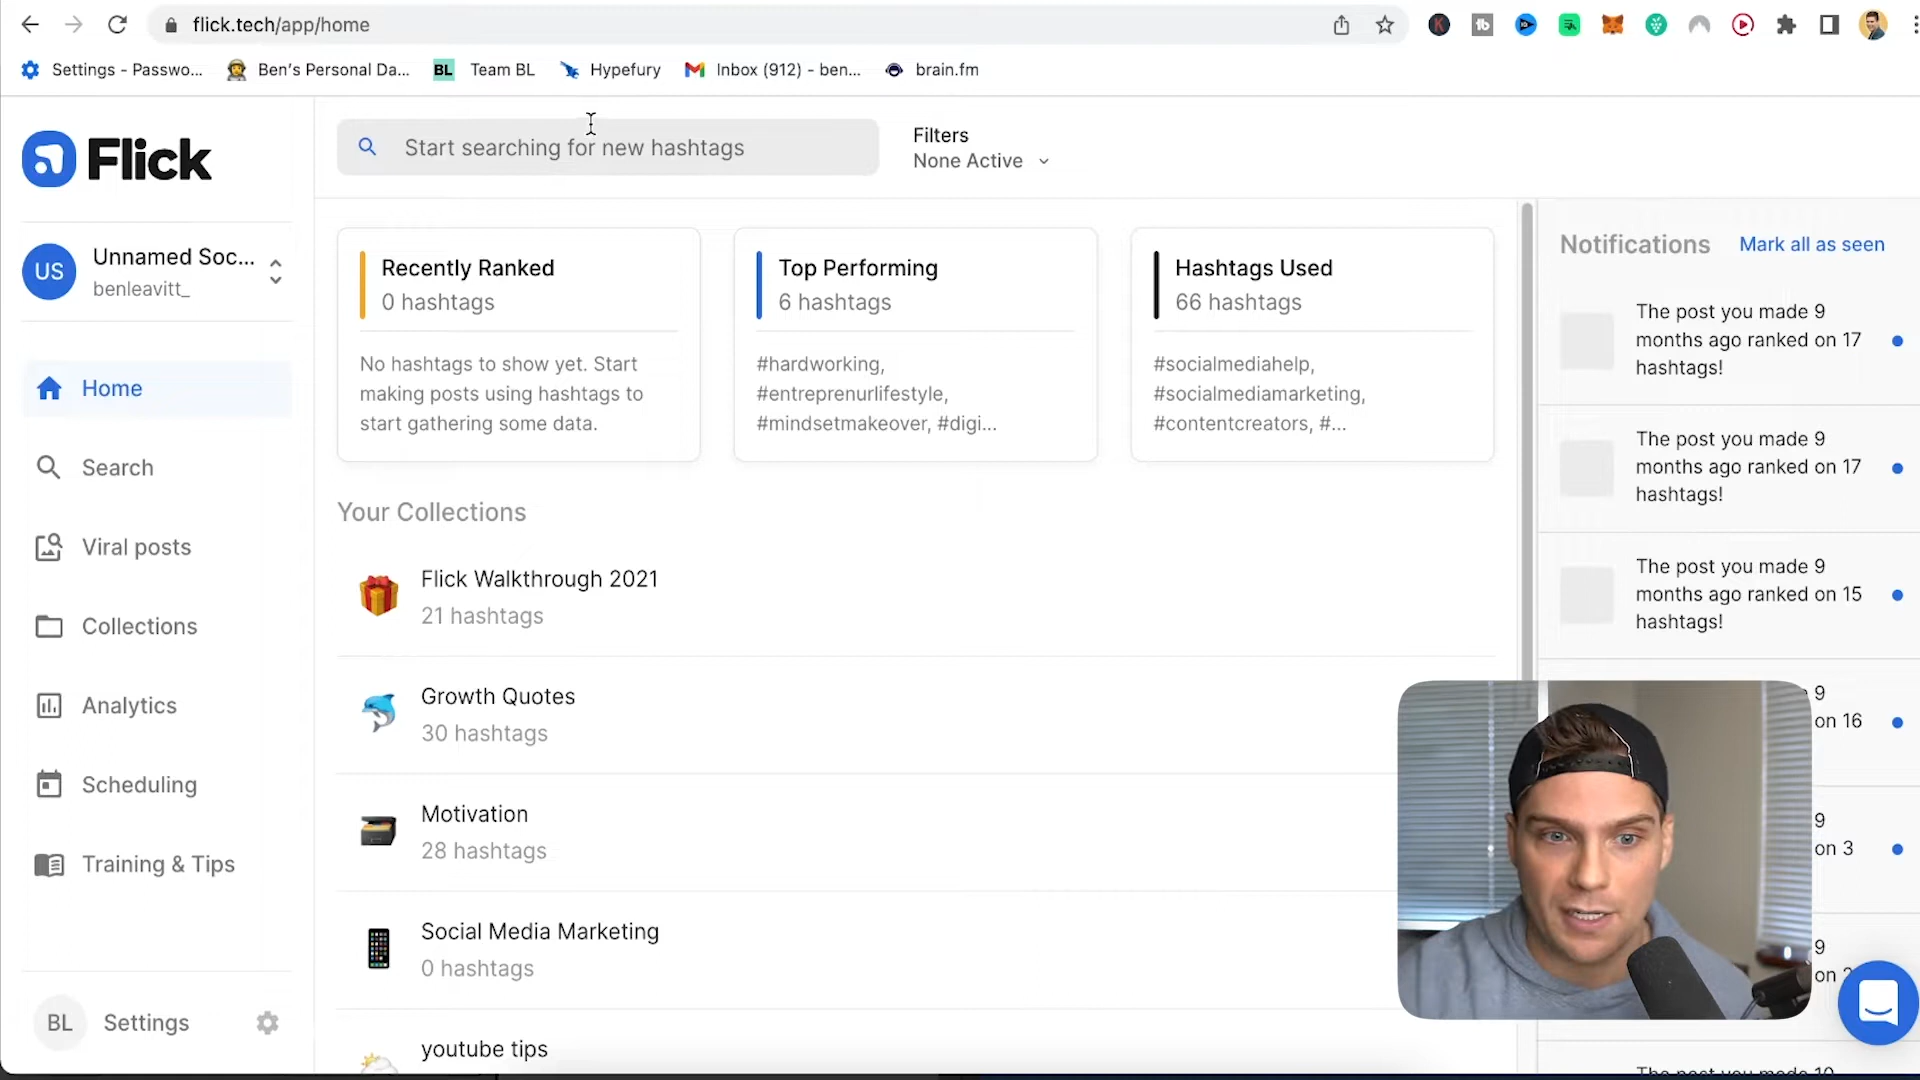 flick.tech/app/home
Settings - Passwo...
Ben's Personal Da...
BL
Team BL
Hypefury
Inbox (912) - ben...
brain.fm
Flick
Start searching for new hashtags
Filters
None Active
US
Unnamed Soc...
benleavitt_
Home
Search
Viral posts
Collections
Analytics
Scheduling
Training & Tips
BL
Settings
Recently Ranked
0 hashtags
No hashtags to show yet. Start
making posts using hashtags to
start gathering some data.
Top Performing
6 hashtags
#hardworking,
#entreprenurlifestyle,
#mindsetmakeover, #digi...
Hashtags Used
66 hashtags
#socialmediahelp,
#socialmediamarketing,
#contentcreators, #...
Your Collections
Flick Walkthrough 2021
21 hashtags
Growth Quotes
30 hashtags
Motivation
28 hashtags
Social Media Marketing
0 hashtags
youtube tips
Notifications
Mark all as seen
The post you made 9
months ago ranked on 17
hashtags!
The post you made 9
months ago ranked on 17
hashtags!
The post you made 9
months ago ranked on 15
hashtags!
9
on 16
9
on 3
9
on
The post you made 10